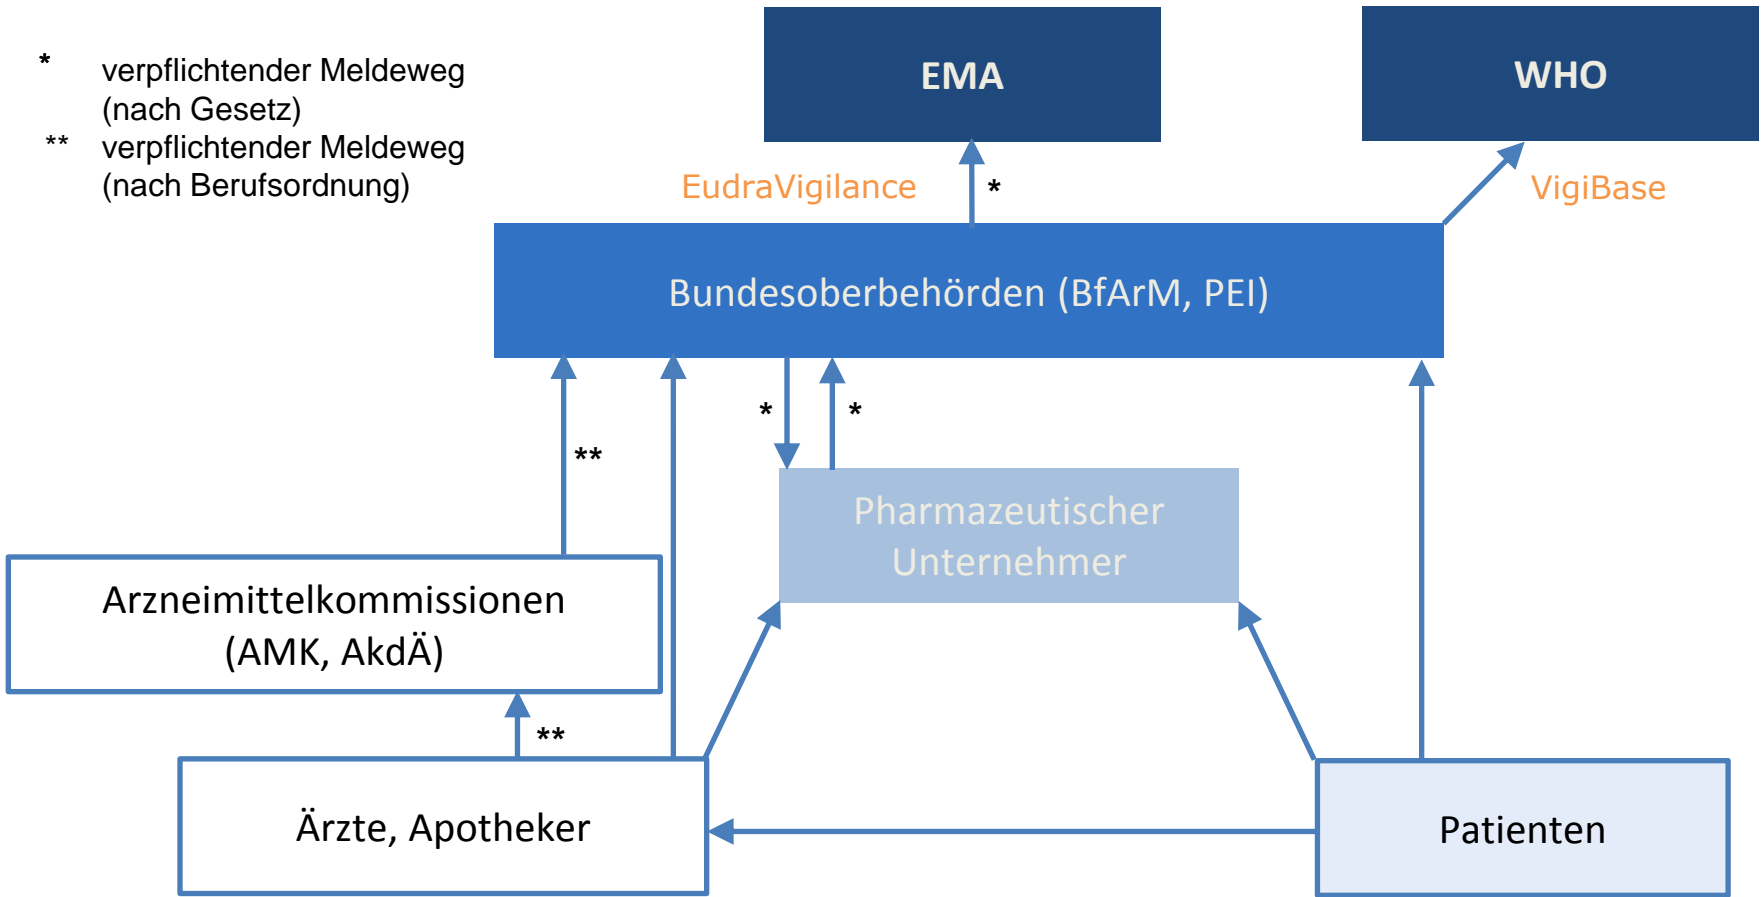 * verpflichtender Meldeweg
(nach Gesetz)
** verpflichtender Meldeweg
(nach Berufsordnung)
EMA
WHO
EudraVigilance
*
VigiBase
Bundesoberbehörden (BfArM, PEI)
*
*
**
Pharmazeutischer
Unternehmer
Arzneimittelkommissionen
(AMK, AkdÄ)
**
Ärzte, Apotheker
Patienten